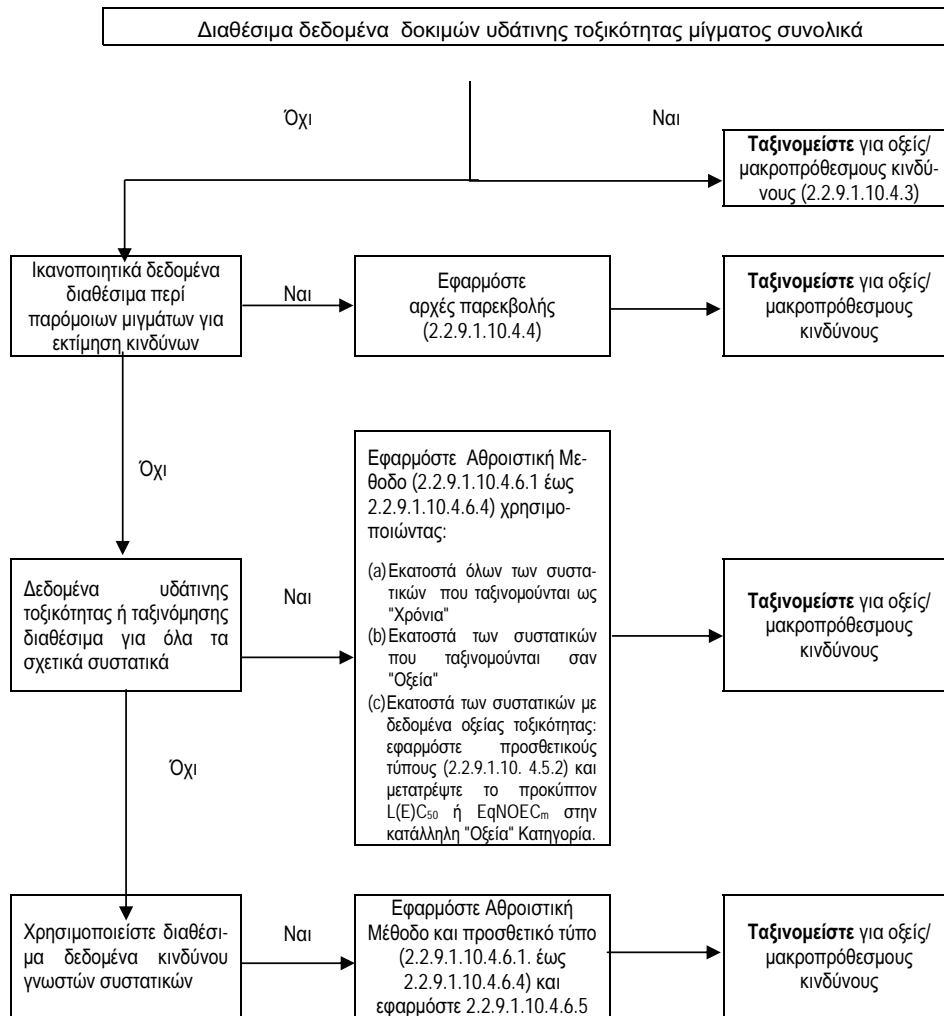 Διαθέσιμα δεδομένα δοκιμών υδάτινης τοξικότητας μίγματος συνολικά
Όχι
Ναι
Ταξινομείστε για οξείς/
μακροπρόθεσμους κινδύ-
νους (2.2.9.1.10.4.3)
Ικανοποιητικά δεδομένα
διαθέσιμα περί
παρόμοιων μιγμάτων για
εκτίμηση κινδύνων
Ναι
Εφαρμόστε
αρχές παρεκβολής
(2.2.9.1.10.4.4)
Ταξινομείστε για οξείς/
μακροπρόθεσμους
κινδύνους
Όχι
Δεδομένα υδάτινης
τοξικότητας ή ταξινόμησης
διαθέσιμα για όλα τα
σχετικά συστατικά
Ναι
Εφαρμόστε Αθροιστική Με-
θοδο (2.2.9.1.10.4.6.1 έως
2.2.9.1.10.4.6.4) χρησιμο-
ποιώντας:
(a) Εκατοστά όλων των συστα-
τικών που ταξινομούνται ως
"Χρόνια"
(b) Εκατοστά των συστατικών
που ταξινομούνται σαν
"Οξεία"
(c) Εκατοστά των συστατικών με
δεδομένα οξείας τοξικότητας:
εφαρμόστε προσθετικούς
τύπους (2.2.9.1.10. 4.5.2) και
μετατρέψτε το προκύπτον
L(E)C50 ή EqNOECm στην
κατάλληλη "Οξεία" Κατηγορία.
Ταξινομείστε για οξείς/
μακροπρόθεσμους
κινδύνους
Όχι
Χρησιμοποιείστε διαθέσι-
μα δεδομένα κινδύνου
γνωστών συστατικών
Ναι
Εφαρμόστε Αθροιστική
Μέθοδο και προσθετικό τύπο
(2.2.9.1.10.4.6.1. έως
2.2.9.1.10.4.6.4) και
εφαρμόστε 2.2.9.1.10.4.6.5
Ταξινομείστε για οξείς/
μακροπρόθεσμους
κινδύνους